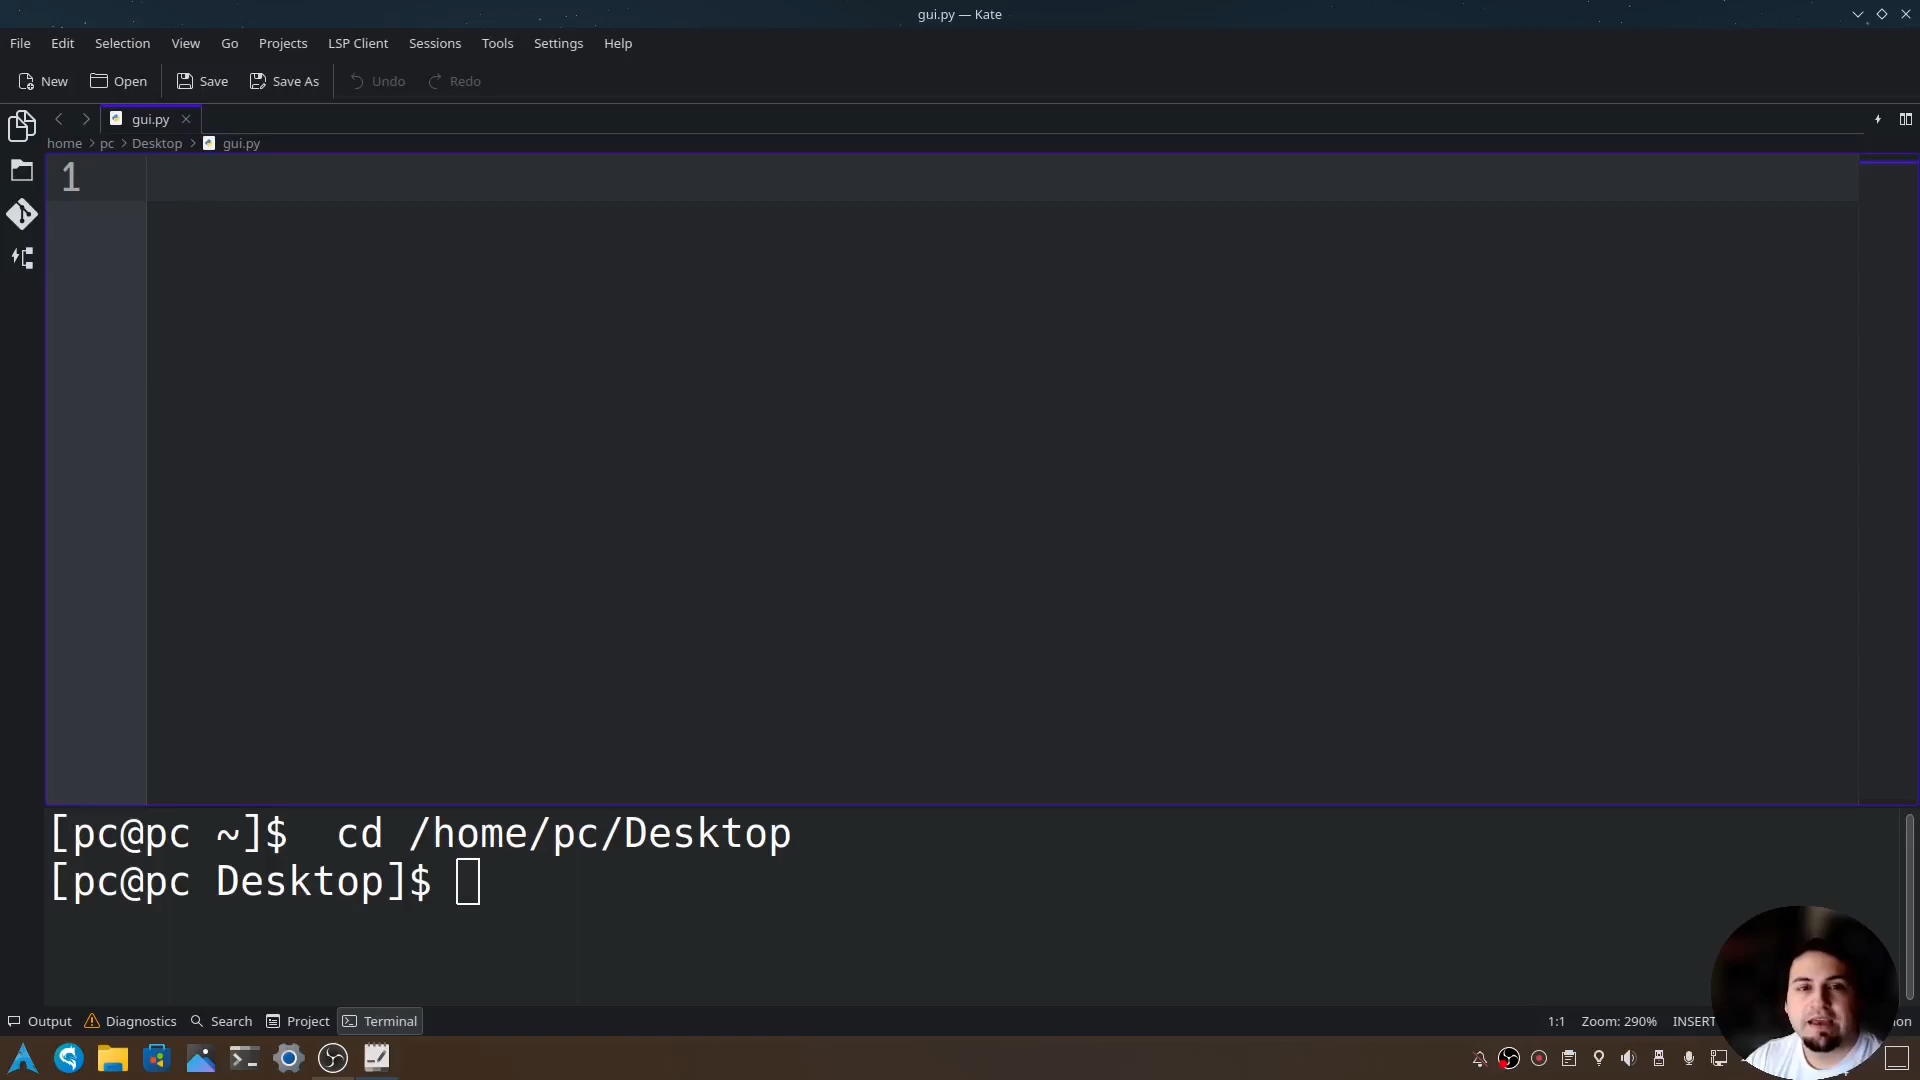 gui.py — Kate
File Edit Selection View Go Projects LSP Client Sessions Tools Settings Help
New Open Save Save As Undo Redo
gui.py
home pc Desktop gui.py
1
[pc@pc ~]$  cd /home/pc/Desktop
[pc@pc Desktop]$
Output Diagnostics Search Project Terminal 1:1 Zoom: 290% INSERT